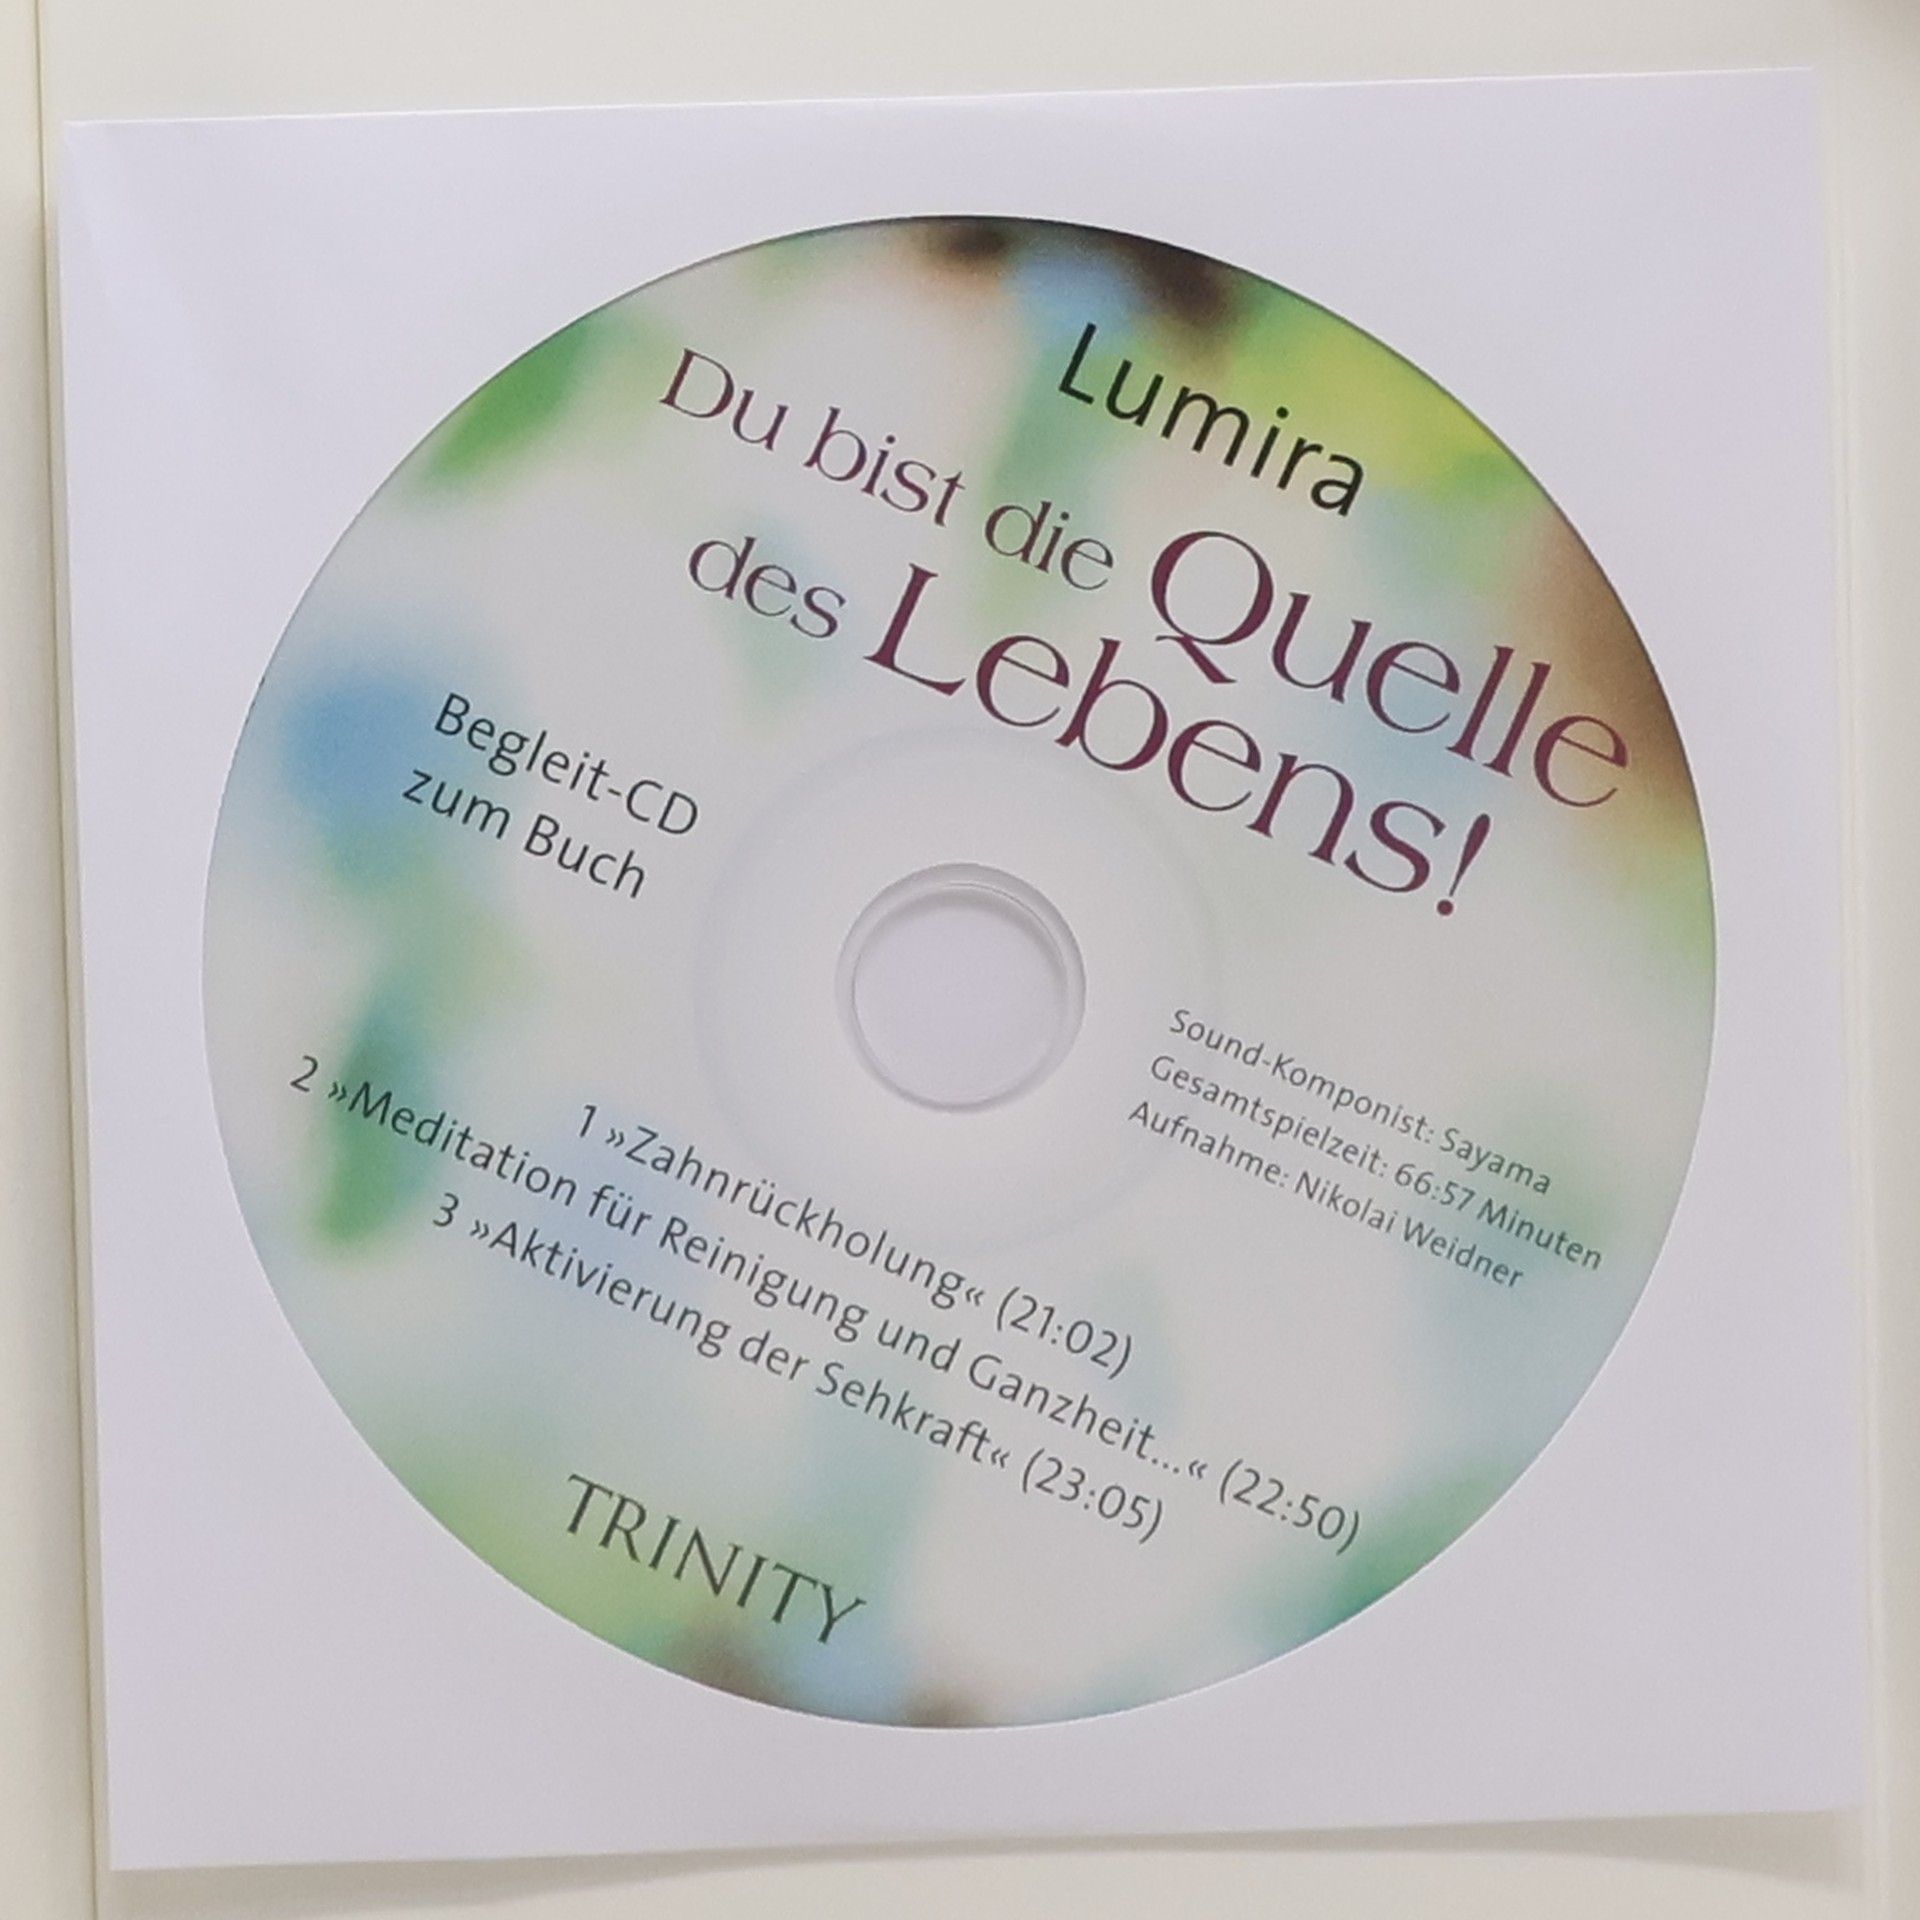 Lumira
Du bist die Quelle
des Lebens!
Begleit-CD
zum Buch
Sound-Komponist: Sayama
Gesamtspielzeit: 66:57 Minuten
Aufnahme: Nikolai Weidner
1 »Zahnrückholung« (21:02)
2 »Meditation für Reinigung und Ganzheit...« (22:50)
3 »Aktivierung der Sehkraft« (23:05)
TRINITY